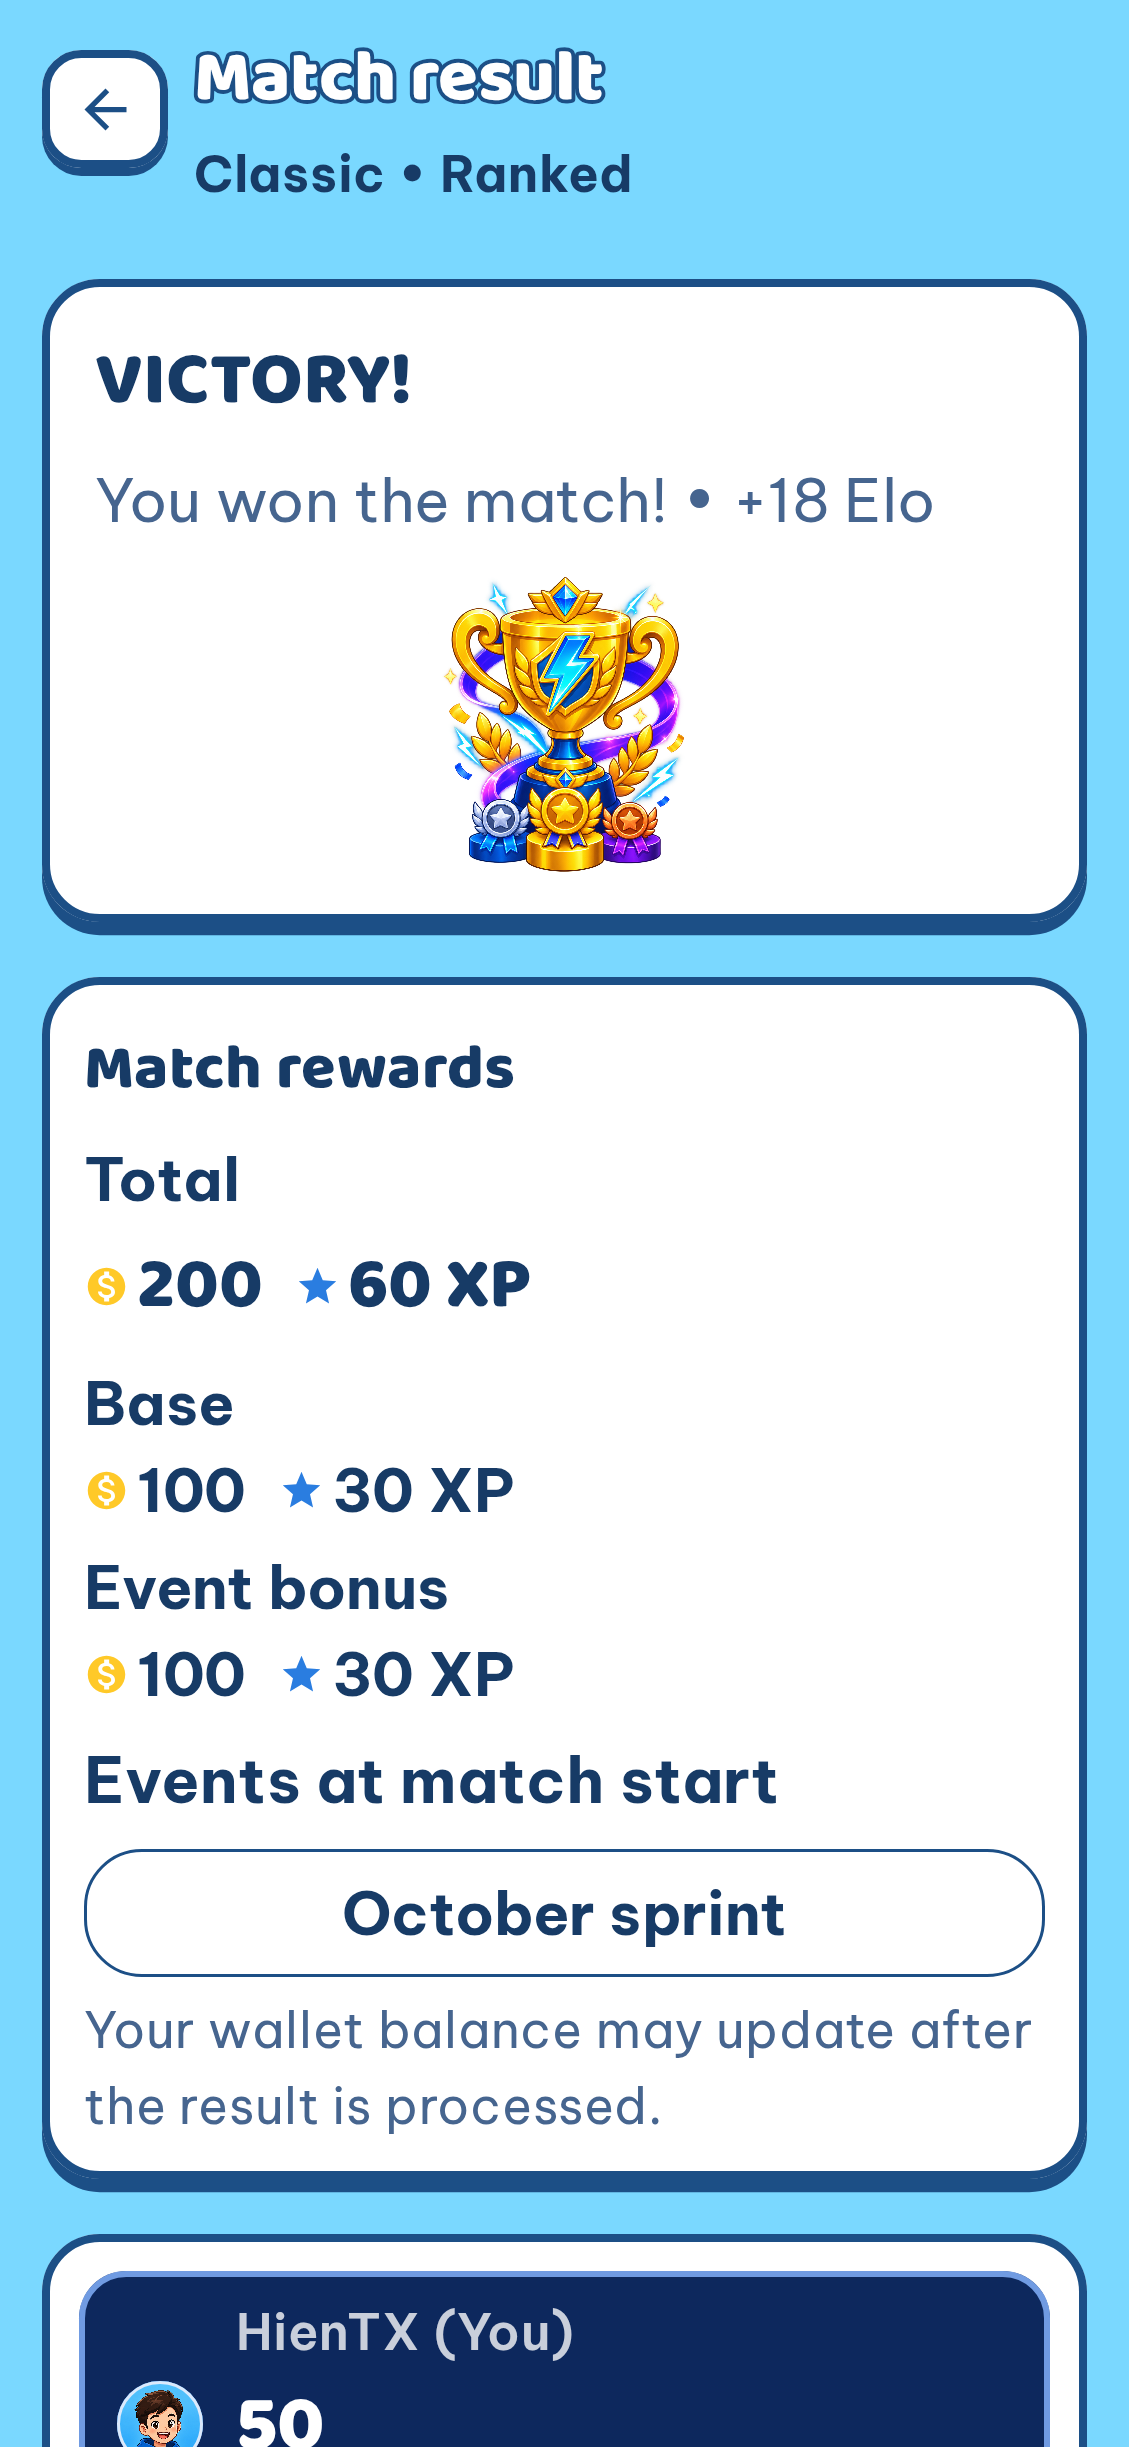 Match result
Classic • Ranked
VICTORY!
You won the match! • +18 Elo
Match rewards
Total
200 60 XP
Base
100 30 XP
Event bonus
100 30 XP
Events at match start
October sprint
Your wallet balance may update after
the result is processed.
HienTX (You)
50